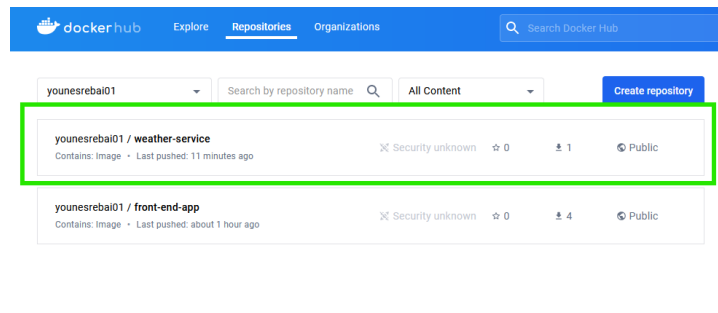 dockerhub Explore Repositories Organizations Search Docker Hub
younesrebai01 Search by repository name All Content Create repository
younesrebai01 / weather-service
Contains: Image • Last pushed: 11 minutes ago
Security unknown 0 1 Public
younesrebai01 / front-end-app
Contains: Image • Last pushed: about 1 hour ago
Security unknown 0 4 Public